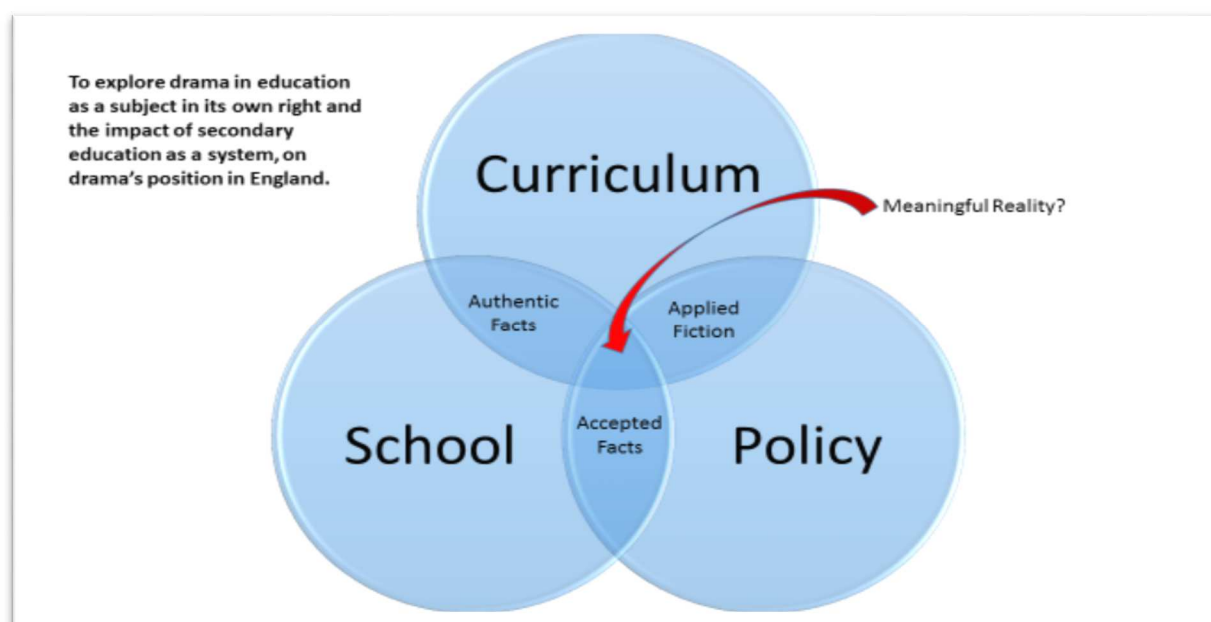 To explore drama in education
as a subject in its own right and
the impact of secondary
education as a system, on
drama's position in England.
Curriculum
Meaningful Reality?
Authentic
Facts
Applied
Fiction
Accepted
Facts
School
Policy